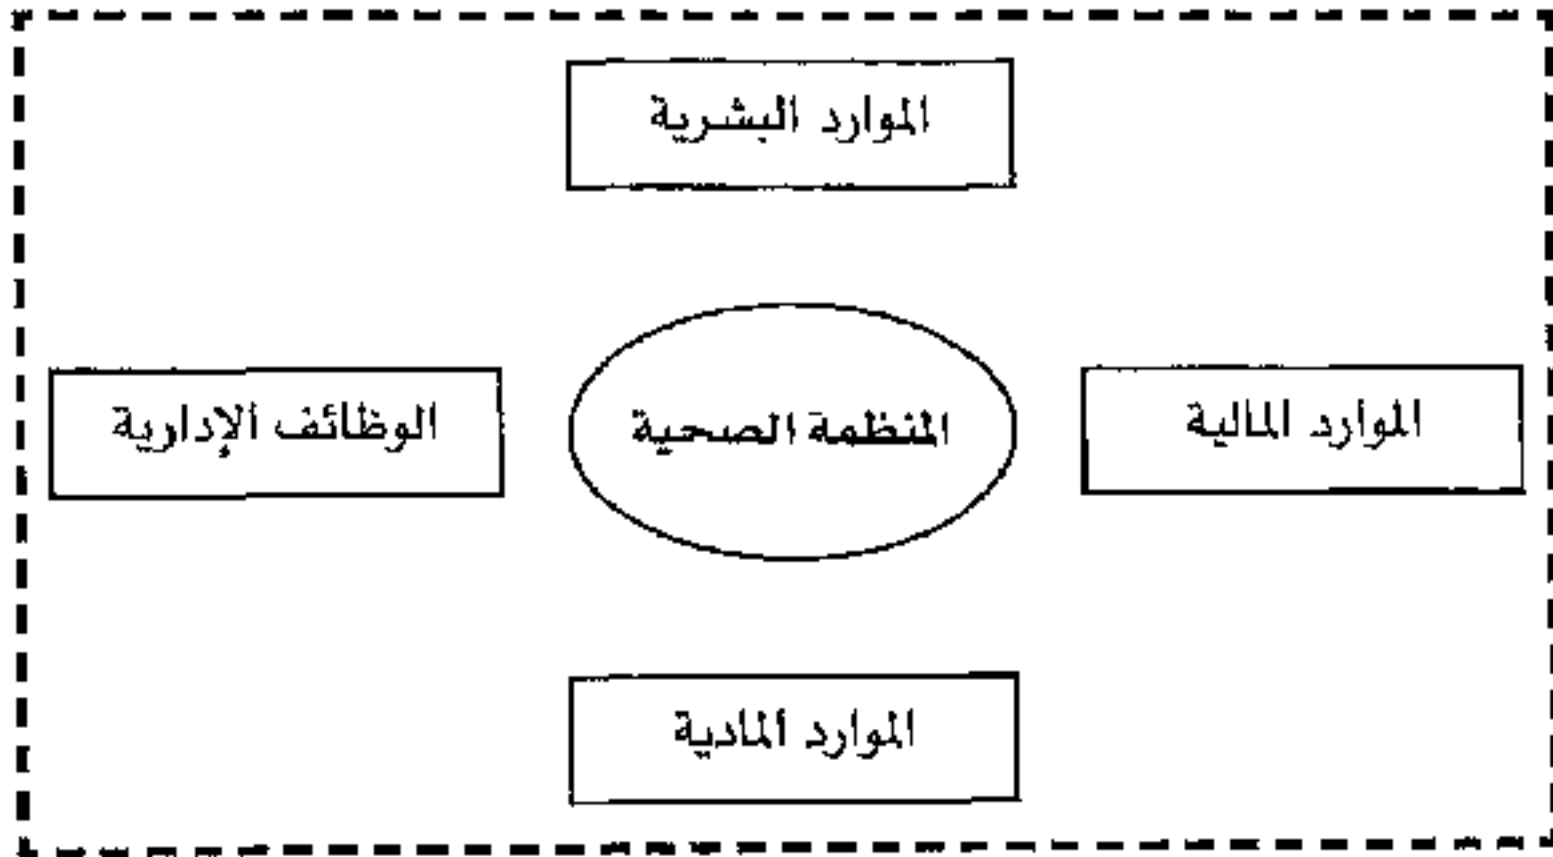 الموارد البشرية
الموارد المالية
المنظمة الصحية
الوظائف الإدارية
الموارد المادية